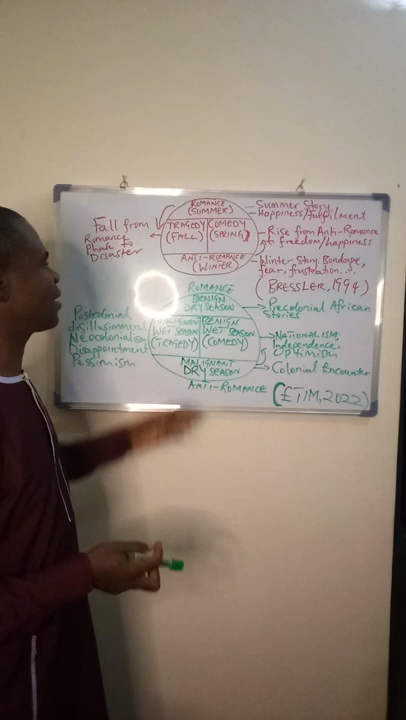 ROMANCE
(SUMMER)
TRAGEDY
(FALL)
COMEDY
(SPRING)
ANTI-ROMANCE
(WINTER)
Fall from
Romance
Phase to
Disaster
Summer Story
Happiness/Fulfilment
Rise from Anti-Romance
to freedom/happiness
Winter Story: Bondage,
fear, frustration...
(BRESSLER, 1994)
ROMANCE
BENIGN
DRY SEASON
MALIGNANT
WET SEASON
(TRAGEDY)
BENIGN
WET SEASON
(COMEDY)
MALIGNANT
DRY SEASON
ANTI-ROMANCE
Postcolonial
disillusionment
Neocolonialism
Disappointment
Pessimism
Precolonial African
Stories
Nationalism
Independence
Optimism
Colonial Encounter
(ETIM, 2022)